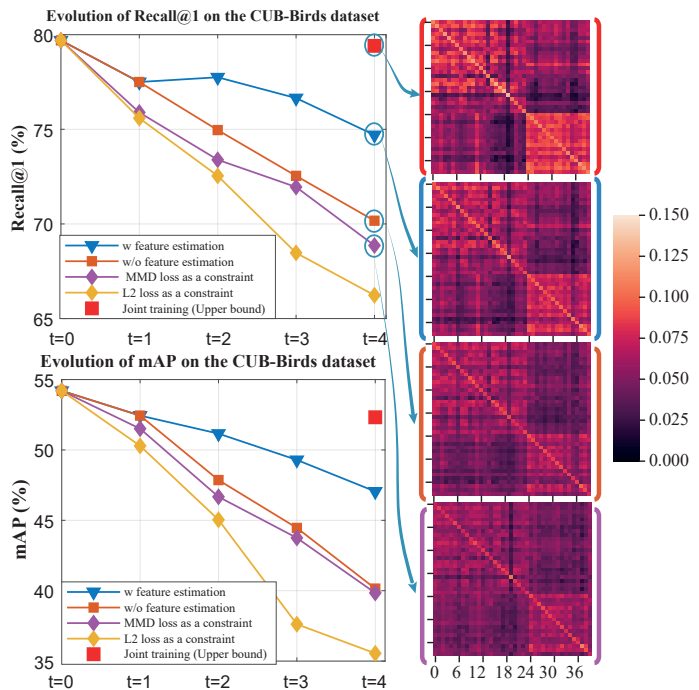 Evolution of Recall@1 on the CUB-Birds dataset
80
75
70
65
Recall@1 (%)
w feature estimation
w/o feature estimation
MMD loss as a constraint
L2 loss as a constraint
Joint training (Upper bound)
t=0 t=1 t=2 t=3 t=4
Evolution of mAP on the CUB-Birds dataset
55
50
45
40
35
mAP (%)
w feature estimation
w/o feature estimation
MMD loss as a constraint
L2 loss as a constraint
Joint training (Upper bound)
t=0 t=1 t=2 t=3 t=4
0 6 12 18 24 30 36
0.150
0.125
0.100
0.075
0.050
0.025
0.000